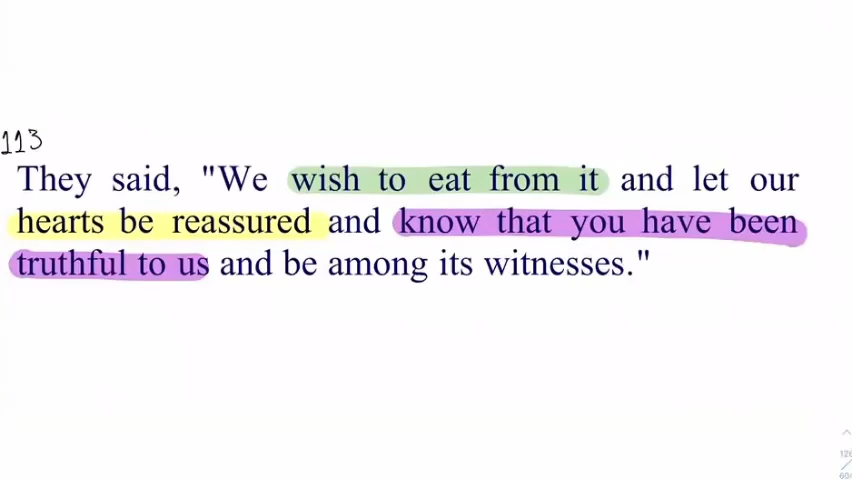 113
They said, "We wish to eat from it and let our
hearts be reassured and know that you have been
truthful to us and be among its witnesses."